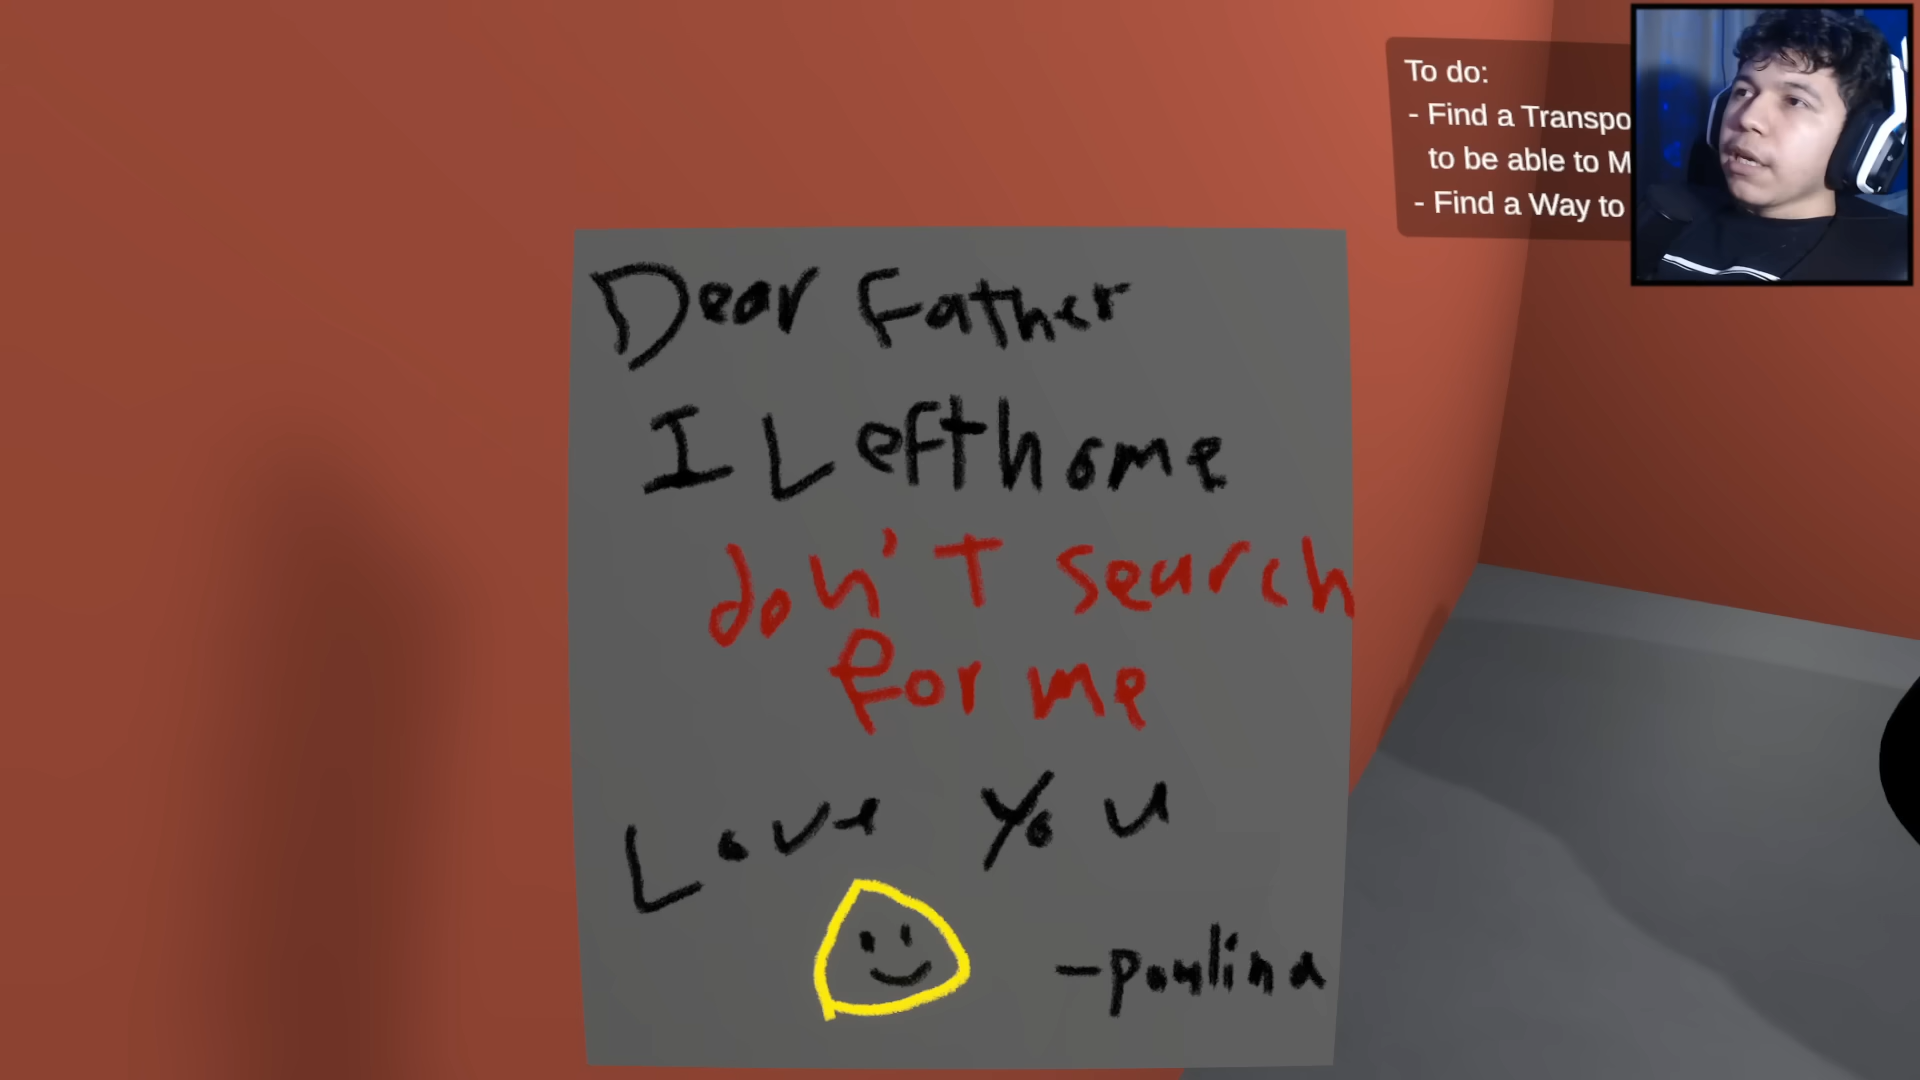 To do:
- Find a Transpo
to be able to M
- Find a Way to
Dear Father
I Left home
don't search
for me
Love You
-paulina